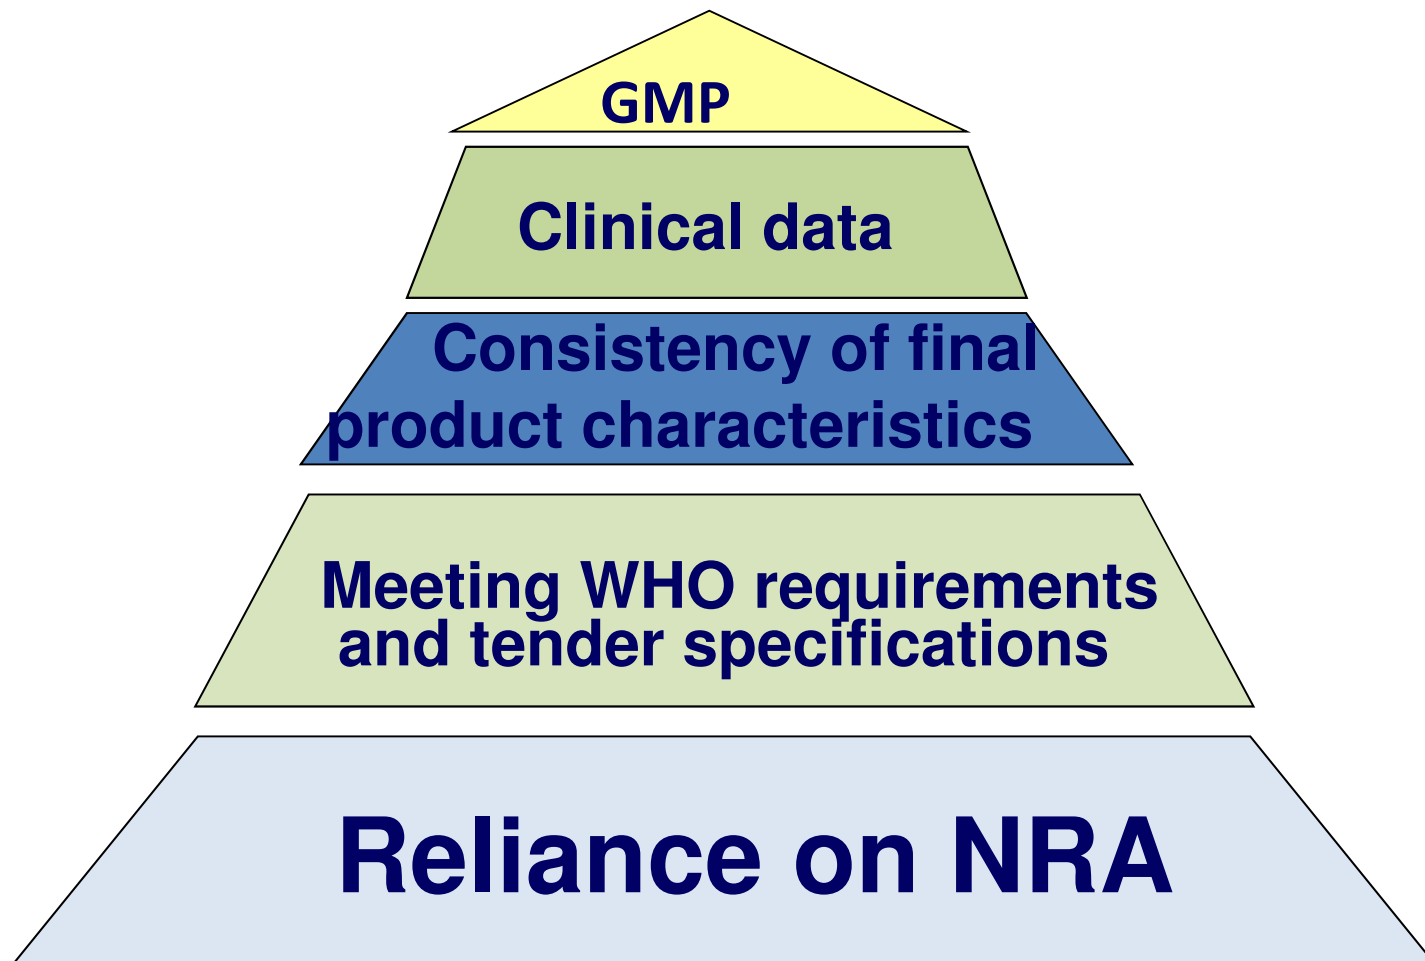 GMP
Clinical data
Consistency of final
product characteristics
Meeting WHO requirements
and tender specifications
Reliance on NRA